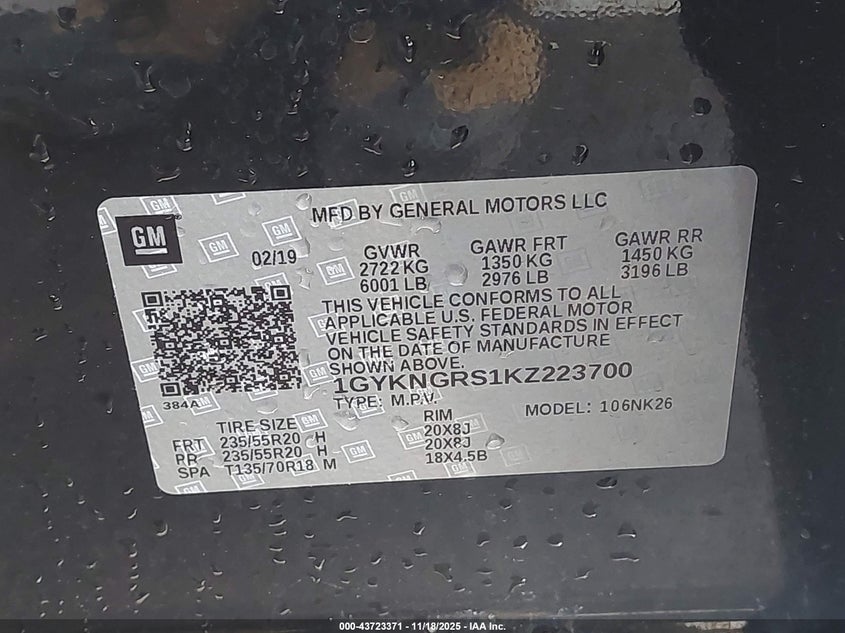 MFD BY GENERAL MOTORS LLC
GM
02/19
GVWR
2722 KG
6001 LB
GAWR FRT
1350 KG
2976 LB
GAWR RR
1450 KG
3196 LB
THIS VEHICLE CONFORMS TO ALL
APPLICABLE U.S. FEDERAL MOTOR
VEHICLE SAFETY STANDARDS IN EFFECT
ON THE DATE OF MANUFACTURE
SHOWN ABOVE.
1GYKNGRS1KZ223700
TYPE: M.P.V.
MODEL: 106NK26
384A
TIRE SIZE
RIM
FRT 235/55R20 H 20X8J
RR 235/55R20 H 20X8J
SPA T135/70R18 M 18X4.5B
000-43723371 - 11/18/2025 - IAA Inc.